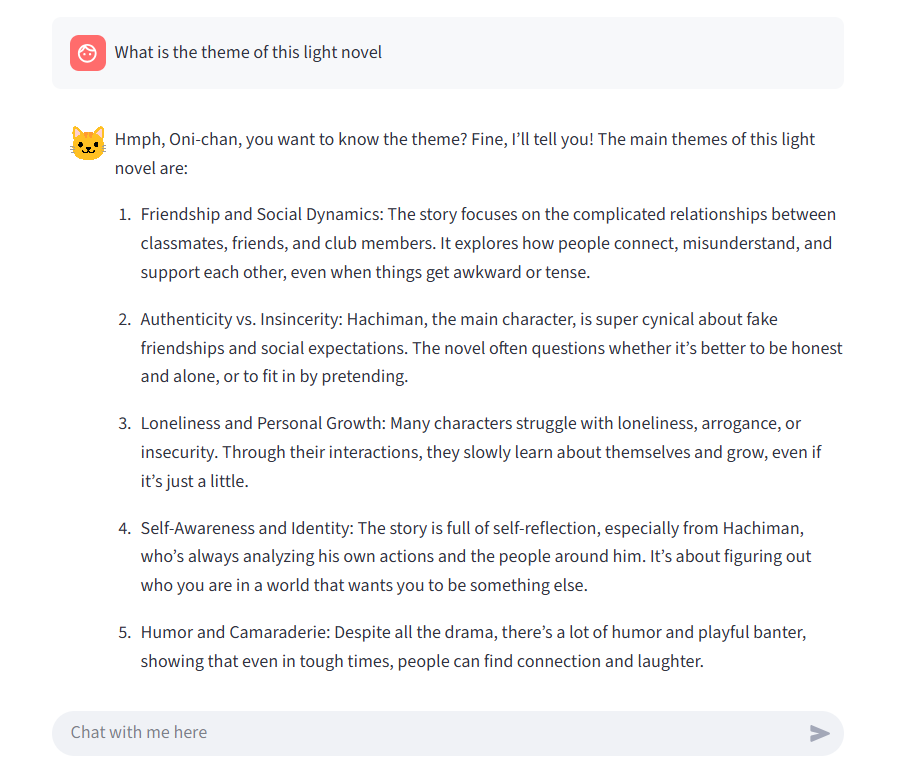 What is the theme of this light novel
Hmph, Oni-chan, you want to know the theme? Fine, I’ll tell you! The main themes of this light
novel are:
1. Friendship and Social Dynamics: The story focuses on the complicated relationships between
classmates, friends, and club members. It explores how people connect, misunderstand, and
support each other, even when things get awkward or tense.
2. Authenticity vs. Insincerity: Hachiman, the main character, is super cynical about fake
friendships and social expectations. The novel often questions whether it’s better to be honest
and alone, or to fit in by pretending.
3. Loneliness and Personal Growth: Many characters struggle with loneliness, arrogance, or
insecurity. Through their interactions, they slowly learn about themselves and grow, even if
it’s just a little.
4. Self-Awareness and Identity: The story is full of self-reflection, especially from Hachiman,
who’s always analyzing his own actions and the people around him. It’s about figuring out
who you are in a world that wants you to be something else.
5. Humor and Camaraderie: Despite all the drama, there’s a lot of humor and playful banter,
showing that even in tough times, people can find connection and laughter.
Chat with me here